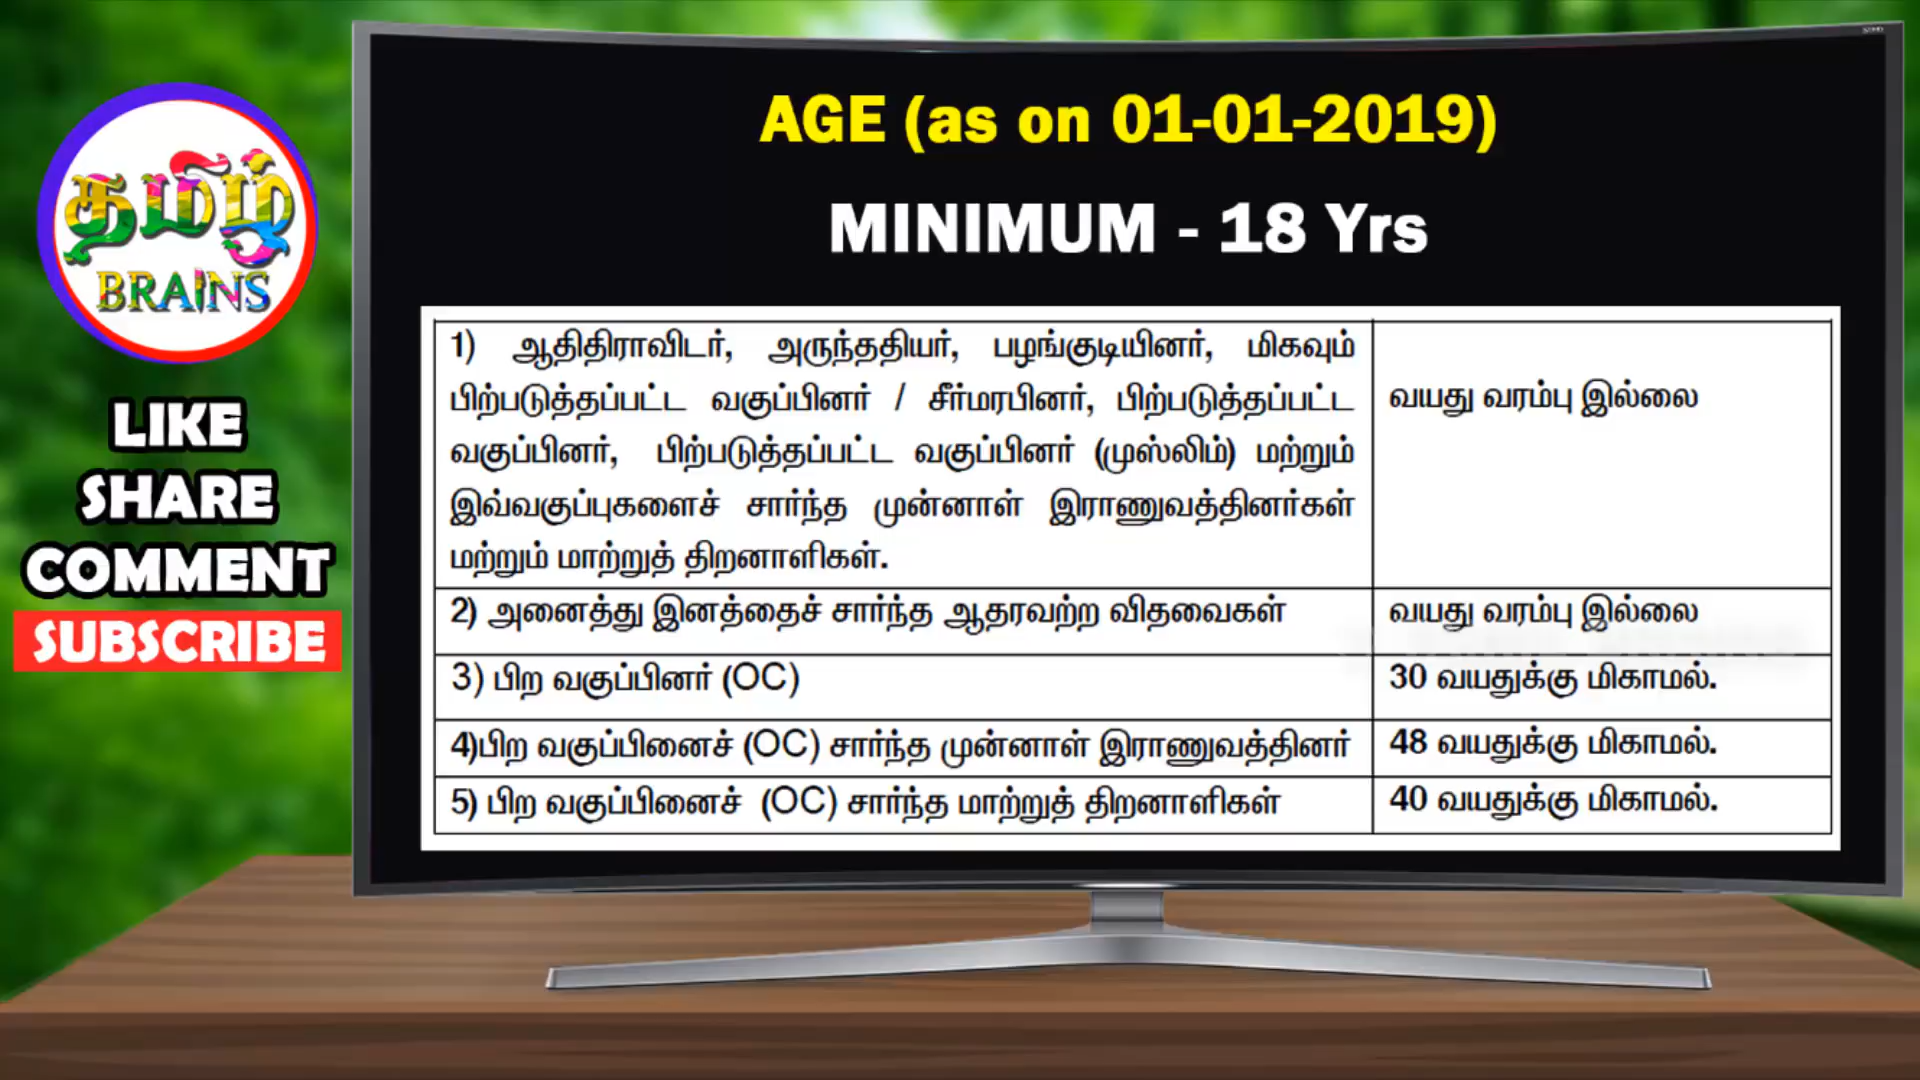 தமிழ்
BRAINS
LIKE
SHARE
COMMENT
SUBSCRIBE
AGE (as on 01-01-2019)
MINIMUM - 18 Yrs
1) ஆதிதிராவிடர், அருந்ததியர், பழங்குடியினர், மிகவும்
பிற்படுத்தப்பட்ட வகுப்பினர் / சீர்மரபினர், பிற்படுத்தப்பட்ட
வகுப்பினர், பிற்படுத்தப்பட்ட வகுப்பினர் (முஸ்லிம்) மற்றும்
இவ்வகுப்புகளைச் சார்ந்த முன்னாள் இராணுவத்தினர்கள்
மற்றும் மாற்றுத் திறனாளிகள்.
வயது வரம்பு இல்லை
2) அனைத்து இனத்தைச் சார்ந்த ஆதரவற்ற விதவைகள்
வயது வரம்பு இல்லை
3) பிற வகுப்பினர் (OC)
30 வயதுக்கு மிகாமல்.
4)பிற வகுப்பினைச் (OC) சார்ந்த முன்னாள் இராணுவத்தினர்
48 வயதுக்கு மிகாமல்.
5) பிற வகுப்பினைச் (OC) சார்ந்த மாற்றுத் திறனாளிகள்
40 வயதுக்கு மிகாமல்.